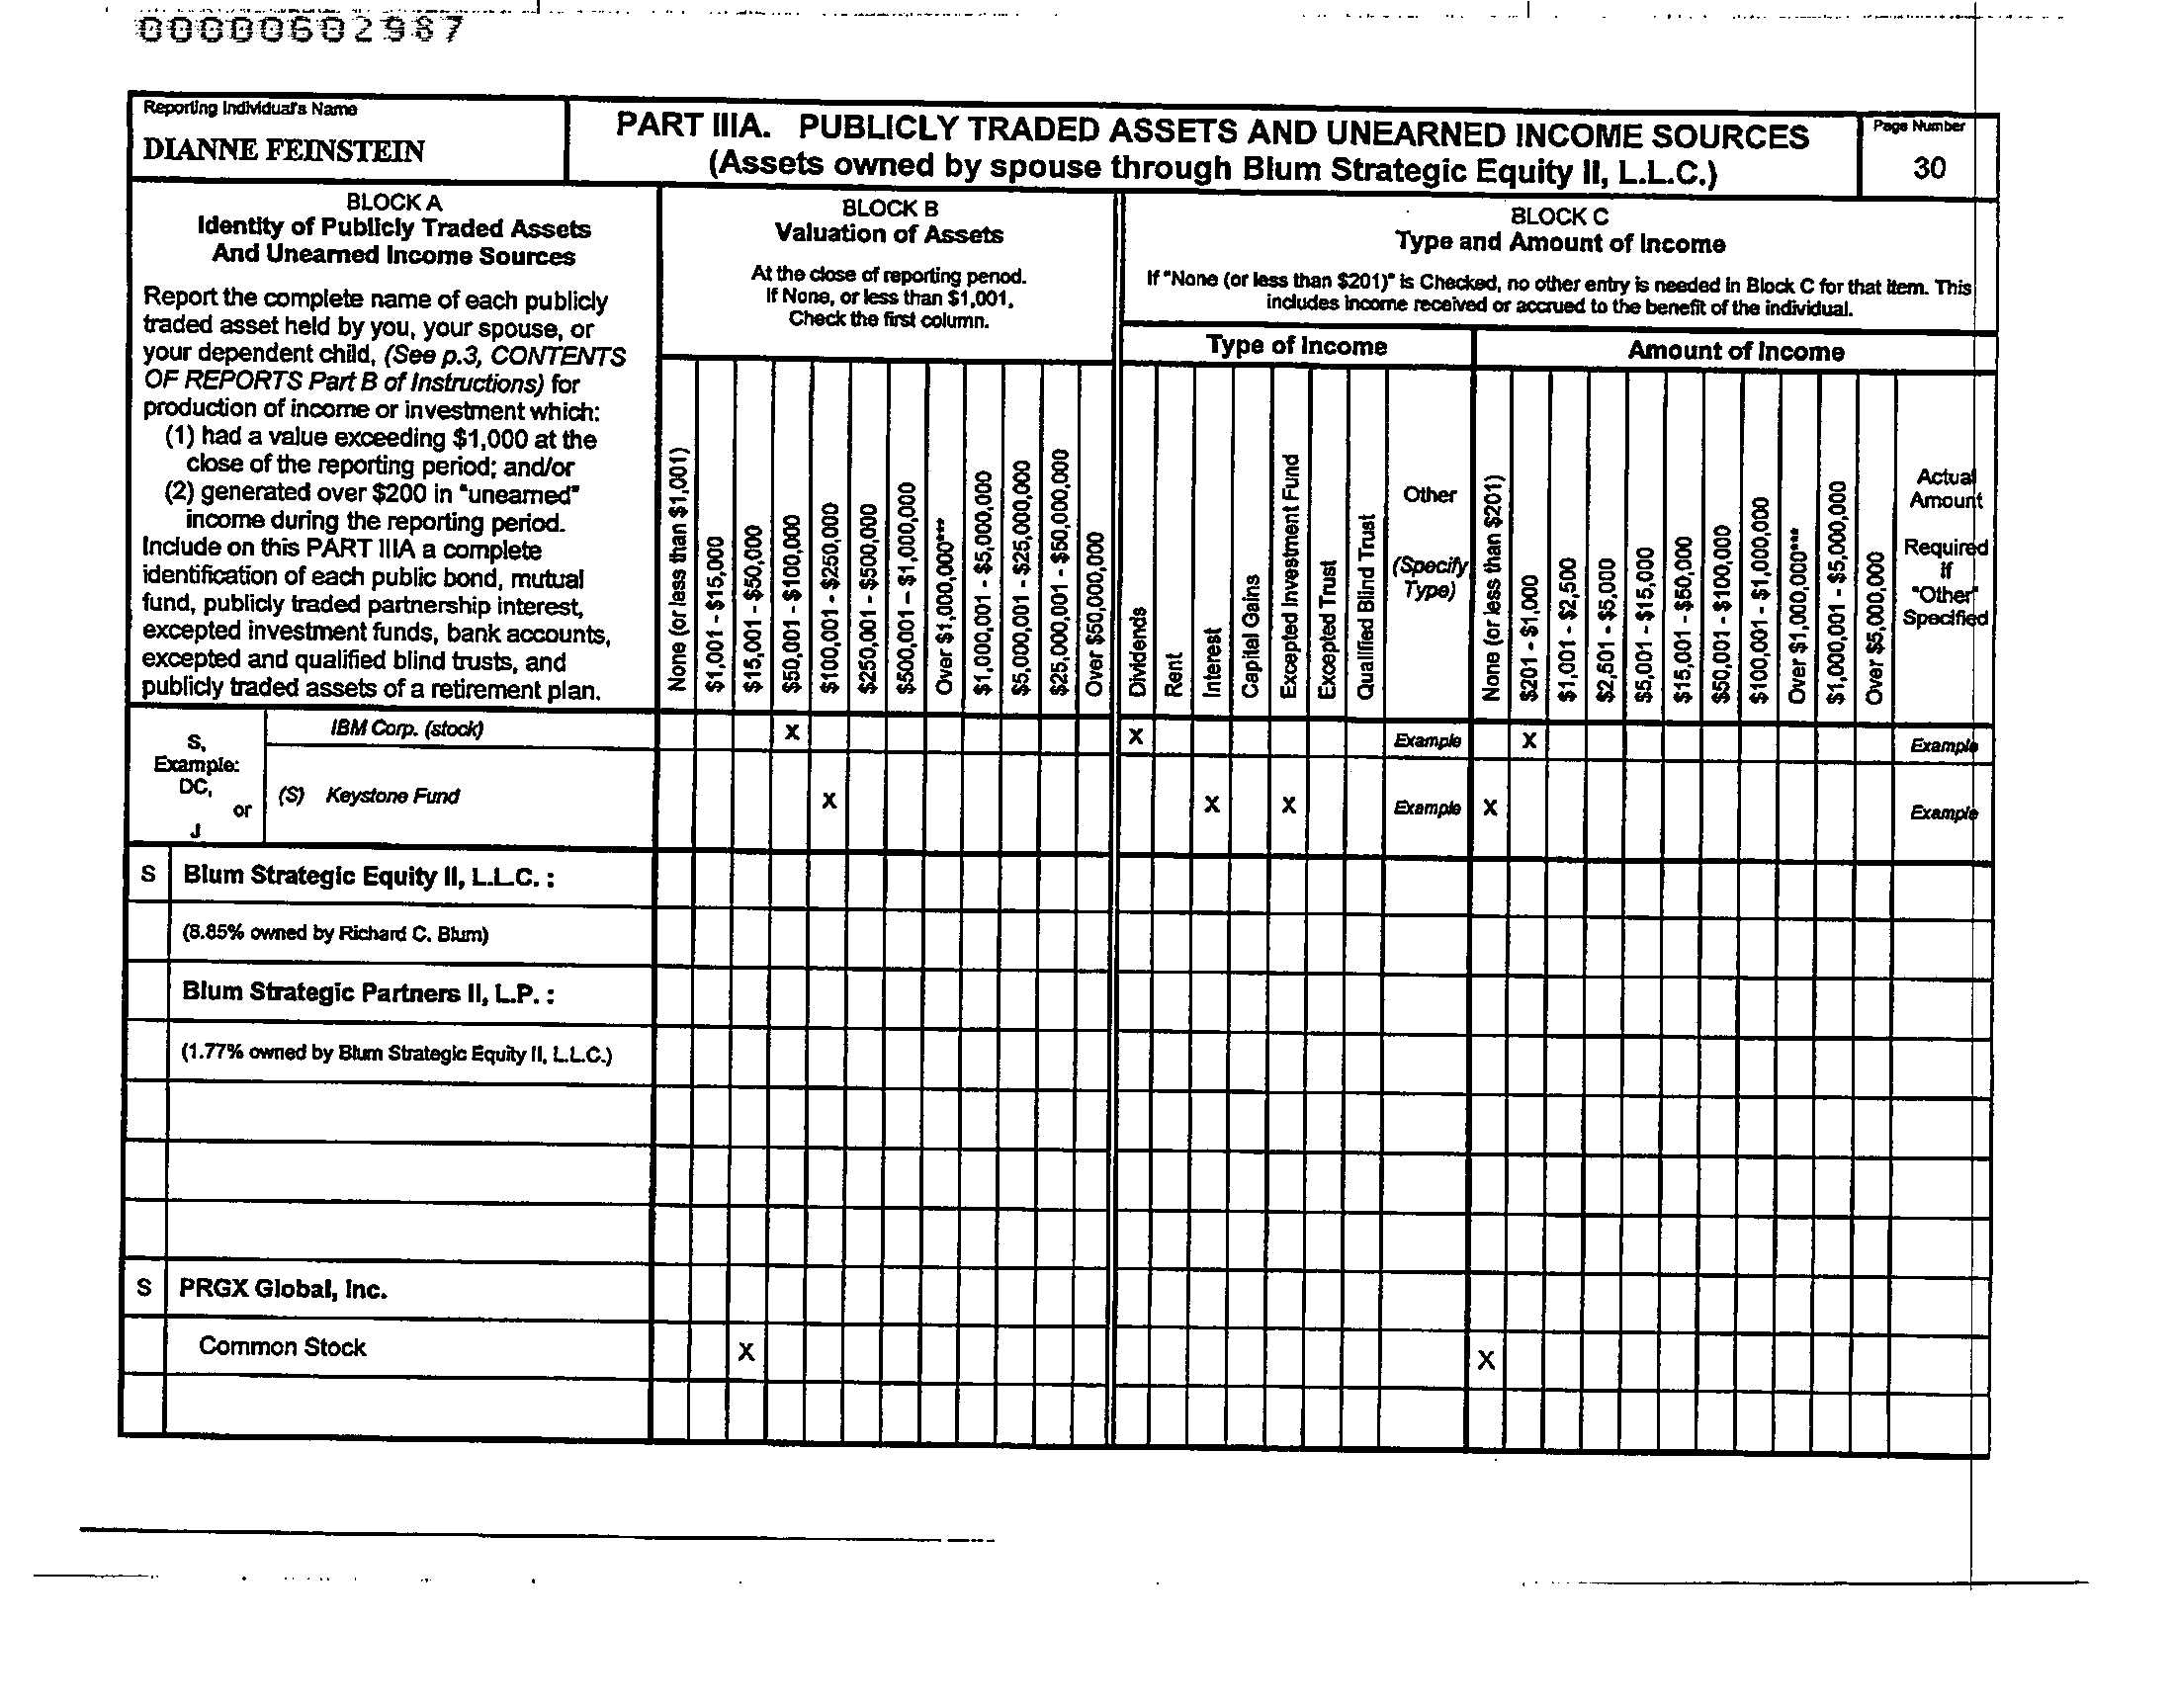 00000602987
Reporting Individual's Name
DIANNE FEINSTEIN
PART IIIA. PUBLICLY TRADED ASSETS AND UNEARNED INCOME SOURCES
(Assets owned by spouse through Blum Strategic Equity II, L.L.C.)
Page Number
30
BLOCK A
Identity of Publicly Traded Assets
And Unearned Income Sources
Report the complete name of each publicly
traded asset held by you, your spouse, or
your dependent child, (See p.3, CONTENTS
OF REPORTS Part B of Instructions) for
production of income or investment which:
(1) had a value exceeding $1,000 at the
close of the reporting period; and/or
(2) generated over $200 in "unearned"
income during the reporting period.
Include on this PART IIIA a complete
identification of each public bond, mutual
fund, publicly traded partnership interest,
excepted investment funds, bank accounts,
excepted and qualified blind trusts, and
publicly traded assets of a retirement plan.
BLOCK B
Valuation of Assets
At the close of reporting period.
If None, or less than $1,001,
Check the first column.
None (or less than $1,001)
$1,001 - $15,000
$15,001 - $50,000
$50,001 - $100,000
$100,001 - $250,000
$250,001 - $500,000
$500,001 - $1,000,000
Over $1,000,000***
$1,000,001 - $5,000,000
$5,000,001 - $25,000,000
$25,000,001 - $50,000,000
Over $50,000,000
BLOCK C
Type and Amount of Income
If "None (or less than $201)" is Checked, no other entry is needed in Block C for that item. This
includes income received or accrued to the benefit of the individual.
Type of Income
Dividends
Rent
Interest
Capital Gains
Excepted Investment Fund
Excepted Trust
Qualified Blind Trust
Other
(Specify
Type)
Amount of Income
None (or less than $201)
$201 - $1,000
$1,001 - $2,500
$2,501 - $5,000
$5,001 - $15,000
$15,001 - $50,000
$50,001 - $100,000
$100,001 - $1,000,000
Over $1,000,000***
$1,000,001 - $5,000,000
Over $5,000,000
Actual
Amount
Required
if
"Other"
Specified
S,
Example:
DC,
or
J
IBM Corp. (stock) X X Example X Example
(S) Keystone Fund X X X Example X Example
S Blum Strategic Equity II, L.L.C. :
(8.85% owned by Richard C. Blum)
Blum Strategic Partners II, L.P. :
(1.77% owned by Blum Strategic Equity II, L.L.C.)
S PRGX Global, Inc.
Common Stock X X